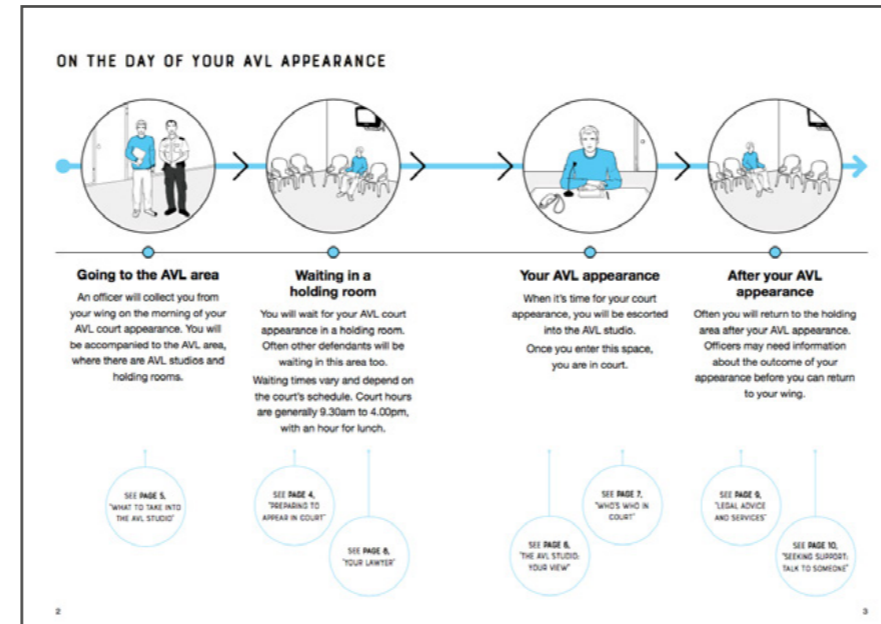 ON THE DAY OF YOUR AVL APPEARANCE
Going to the AVL area
An officer will collect you from
your wing on the morning of your
AVL court appearance. You will
be accompanied to the AVL area,
where there are AVL studios and
holding rooms.
Waiting in a
holding room
You will wait for your AVL court
appearance in a holding room.
Often other defendants will be
waiting in this area too.
Waiting times vary and depend on
the court's schedule. Court hours
are generally 9.30am to 4.00pm,
with an hour for lunch.
Your AVL appearance
When it's time for your court
appearance, you will be escorted
into the AVL studio.
Once you enter this space,
you are in court.
After your AVL
appearance
Often you will return to the holding
area after your AVL appearance.
Officers may need information
about the outcome of your
appearance before you can return
to your wing.
SEE PAGE 5,
"WHAT TO TAKE INTO
THE AVL STUDIO"
SEE PAGE 4,
"PREPARING TO
APPEAR IN COURT"
SEE PAGE 8,
"YOUR LAWYER"
SEE PAGE 6,
"THE AVL STUDIO:
YOUR VIEW"
SEE PAGE 7,
"WHO'S WHO IN
COURT"
SEE PAGE 9,
"LEGAL ADVICE
AND SERVICES"
SEE PAGE 10,
"SEEKING SUPPORT:
TALK TO SOMEONE"
2
3